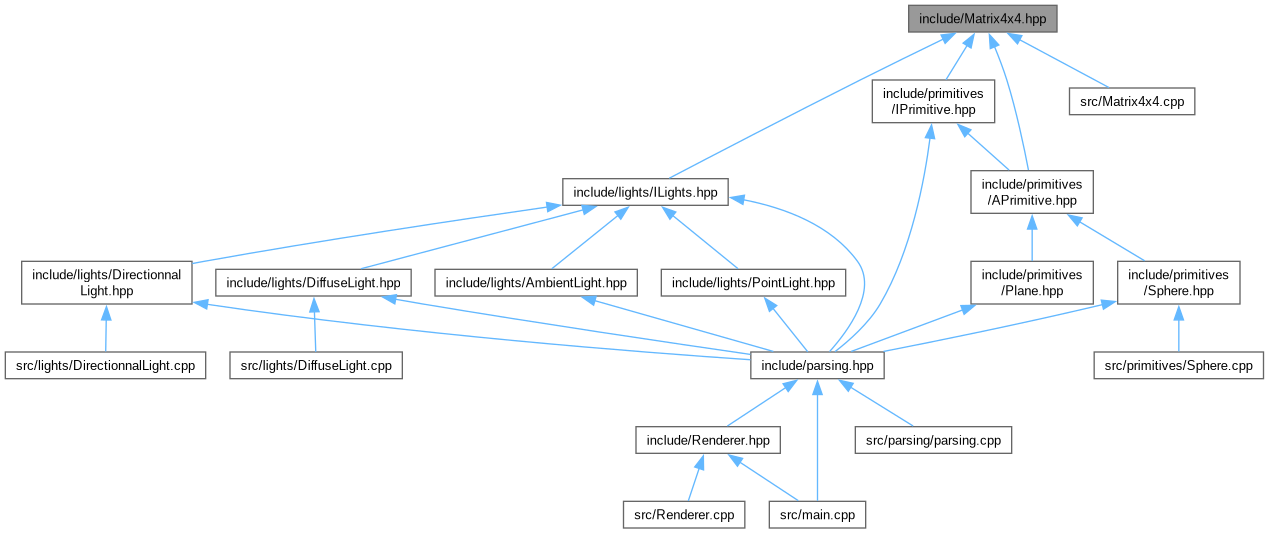 include/Matrix4x4.hpp
include/primitives
/IPrimitive.hpp
src/Matrix4x4.cpp
include/lights/ILights.hpp
include/primitives
/APrimitive.hpp
include/lights/Directionnal
Light.hpp
include/lights/DiffuseLight.hpp
include/lights/AmbientLight.hpp
include/lights/PointLight.hpp
include/primitives
/Plane.hpp
include/primitives
/Sphere.hpp
src/lights/DirectionnalLight.cpp
src/lights/DiffuseLight.cpp
include/parsing.hpp
src/primitives/Sphere.cpp
include/Renderer.hpp
src/parsing/parsing.cpp
src/Renderer.cpp
src/main.cpp